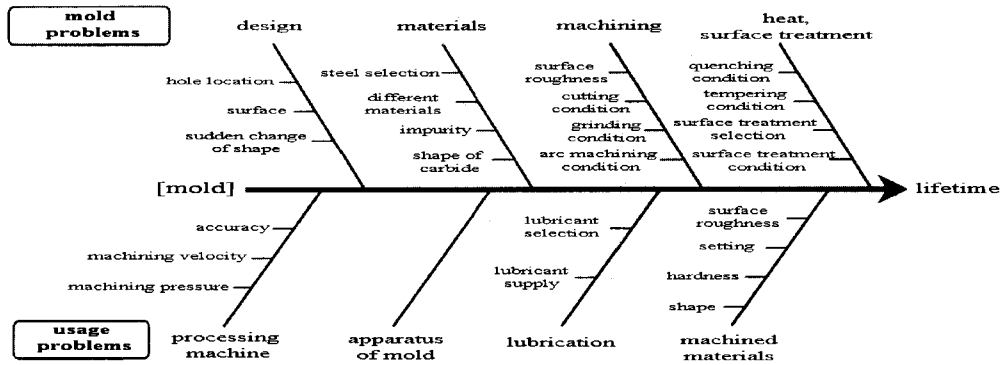 mold
problems
design
materials
machining
heat,
surface treatment
hole location
surface
sudden change
of shape
steel selection
different
materials
impurity
shape of
carbide
surface
roughness
cutting
condition
grinding
condition
arc machining
condition
quenching
condition
tempering
condition
surface treatment
selection
surface treatment
condition
[mold]
lifetime
accuracy
machining velocity
machining pressure
lubricant
selection
lubricant
supply
surface
roughness
setting
hardness
shape
usage
problems
processing
machine
apparatus
of mold
lubrication
machined
materials